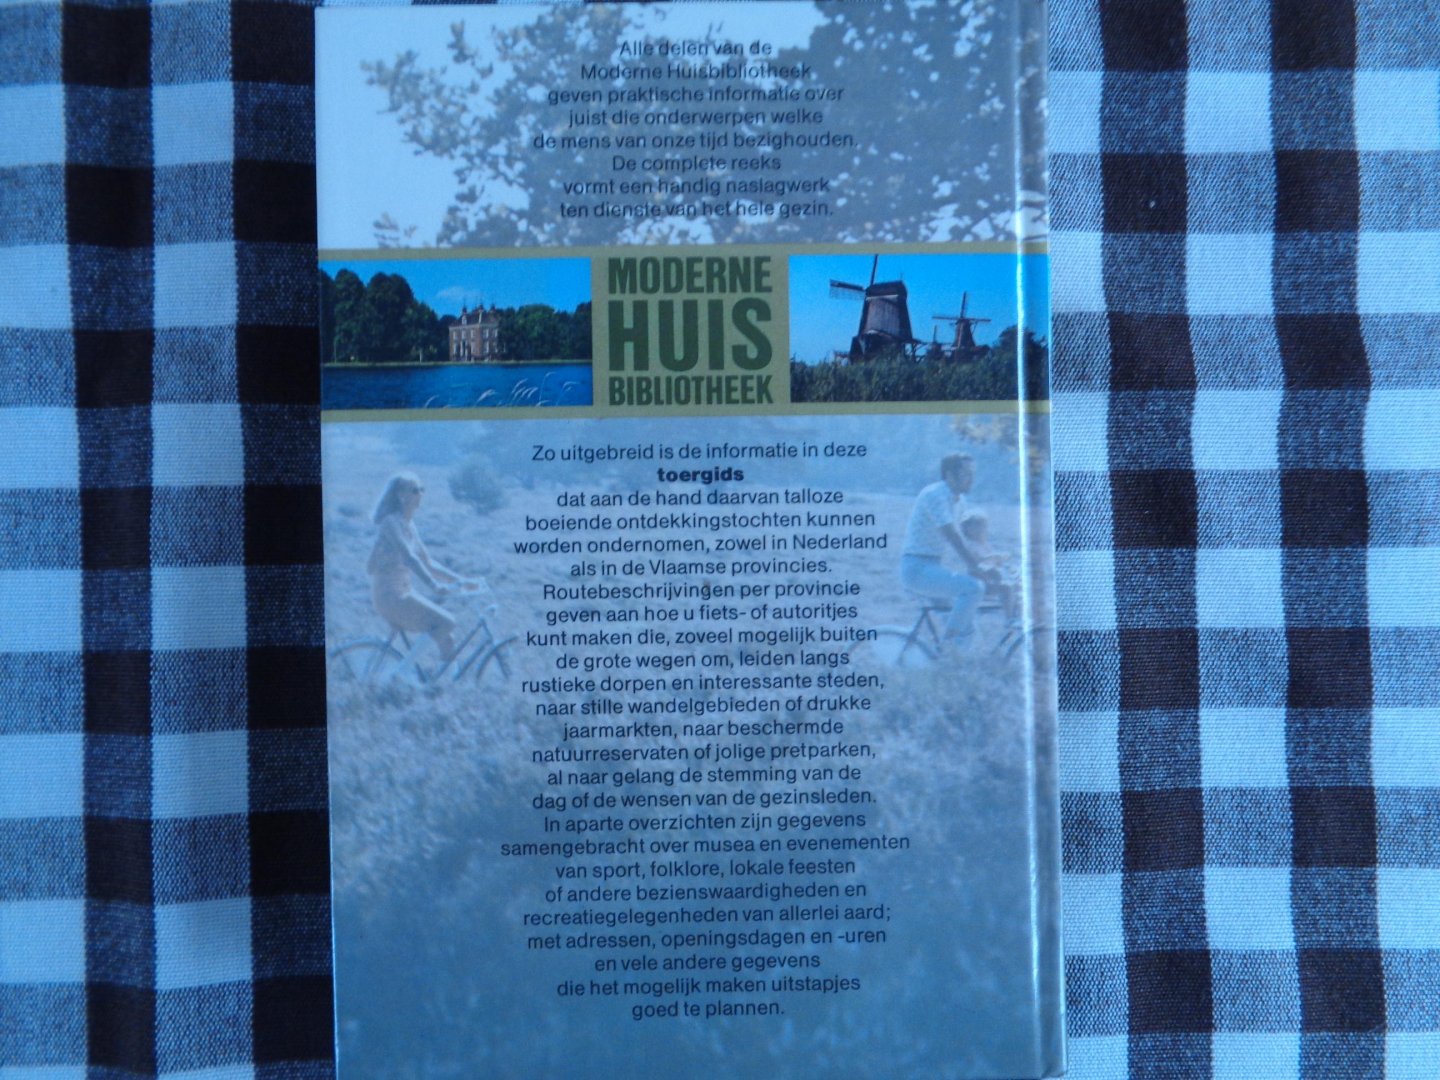 Alle delen van de
Moderne Huisbibliotheek
geven praktische informatie over
juist die onderwerpen welke
de mens van onze tijd bezighouden.
De complete reeks
vormt een handig naslagwerk
ten dienste van het hele gezin.
MODERNE
HUIS
BIBLIOTHEEK
Zo uitgebreid is de informatie in deze
toergids
dat aan de hand daarvan talloze
boeiende ontdekkingstochten kunnen
worden ondernomen, zowel in Nederland
als in de Vlaamse provincies.
Routebeschrijvingen per provincie
geven aan hoe u fiets- of autoritjes
kunt maken die, zoveel mogelijk buiten
de grote wegen om, leiden langs
rustieke dorpen en interessante steden,
naar stille wandelgebieden of drukke
jaarmarkten, naar beschermde
natuurreservaten of jolige pretparken,
al naar gelang de stemming van de
dag of de wensen van de gezinsleden.
In aparte overzichten zijn gegevens
samengebracht over musea en evenementen
van sport, folklore, lokale feesten
of andere bezienswaardigheden en
recreatiegelegenheden van allerlei aard;
met adressen, openingsdagen en -uren
en vele andere gegevens
die het mogelijk maken uitstapjes
goed te plannen.